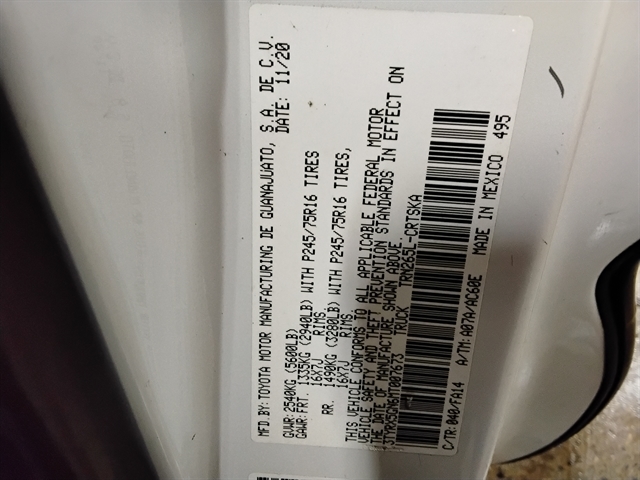 MFD.BY: TOYOTA MOTOR MANUFACTURING DE GUANAJUATO, S.A. DE C.V.
DATE: 11/20
GVWR: 2540KG (5600LB)
GAWR: FRT. 1335KG (2940LB) WITH P245/75R16 TIRES
16X7J RIMS,
RR. 1490KG (3280LB) WITH P245/75R16 TIRES,
16X7J RIMS.
THIS VEHICLE CONFORMS TO ALL APPLICABLE FEDERAL MOTOR
VEHICLE SAFETY AND THEFT PREVENTION STANDARDS IN EFFECT ON
THE DATE OF MANUFACTURE SHOWN ABOVE.
TRUCK TRN265L-CRTSKA
C/TR: 040/FA14 A/TM: A07A/AC60E MADE IN MEXICO 495